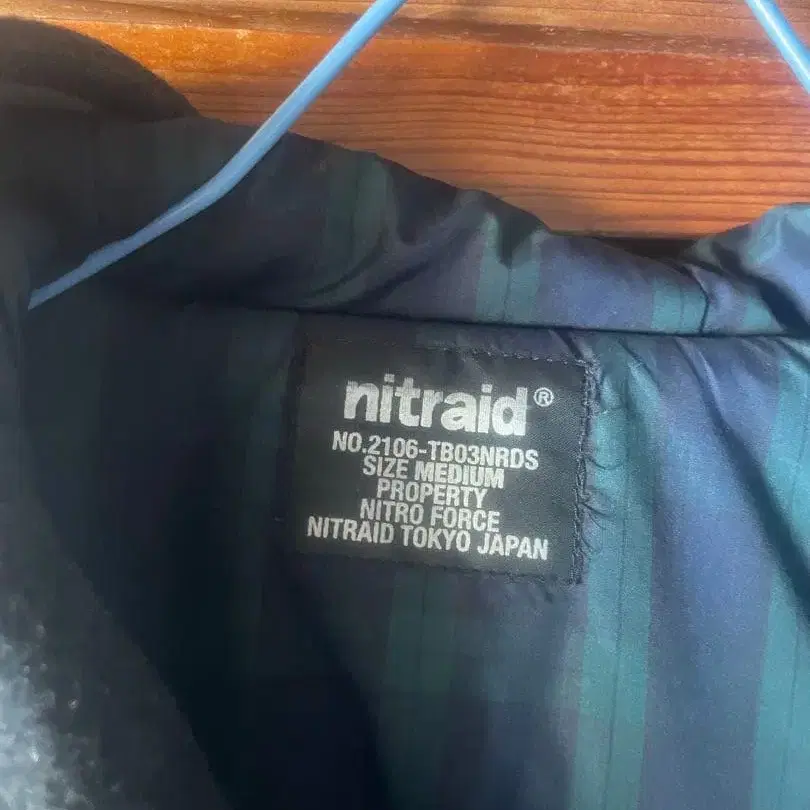 nitraid®
NO.2106-TB03NRDS
SIZE MEDIUM
PROPERTY
NITRO FORCE
NITRAID TOKYO JAPAN